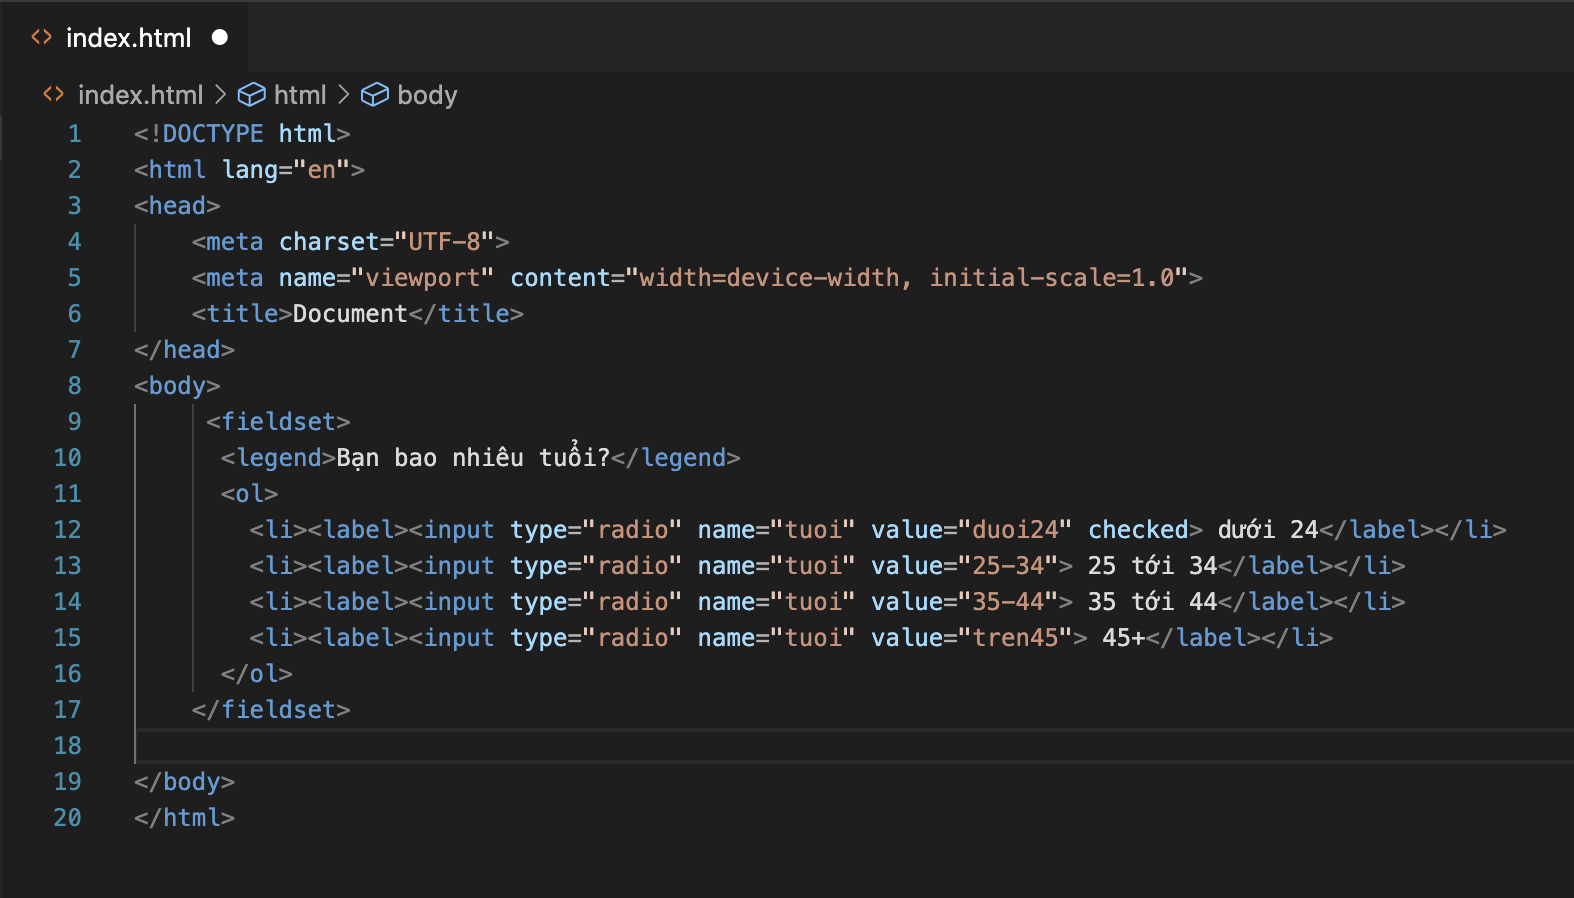 index.html
index.html > html > body
1 <!DOCTYPE html>
2 <html lang="en">
3 <head>
4     <meta charset="UTF-8">
5     <meta name="viewport" content="width=device-width, initial-scale=1.0">
6     <title>Document</title>
7 </head>
8 <body>
9      <fieldset>
10       <legend>Bạn bao nhiêu tuổi?</legend>
11       <ol>
12         <li><label><input type="radio" name="tuoi" value="duoi24" checked> dưới 24</label></li>
13         <li><label><input type="radio" name="tuoi" value="25-34"> 25 tới 34</label></li>
14         <li><label><input type="radio" name="tuoi" value="35-44"> 35 tới 44</label></li>
15         <li><label><input type="radio" name="tuoi" value="tren45"> 45+</label></li>
16       </ol>
17     </fieldset>
18
19 </body>
20 </html>